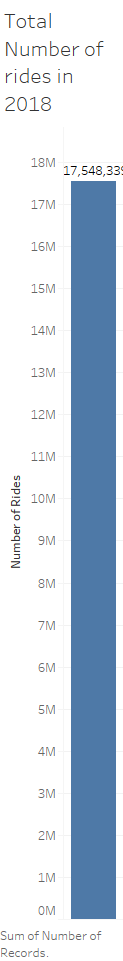 Total
Number of
rides in
2018
18M
17,548,339
17M
16M
15M
14M
13M
12M
11M
10M
9M
8M
7M
6M
5M
4M
3M
2M
1M
0M
Number of Rides
Sum of Number of
Records.